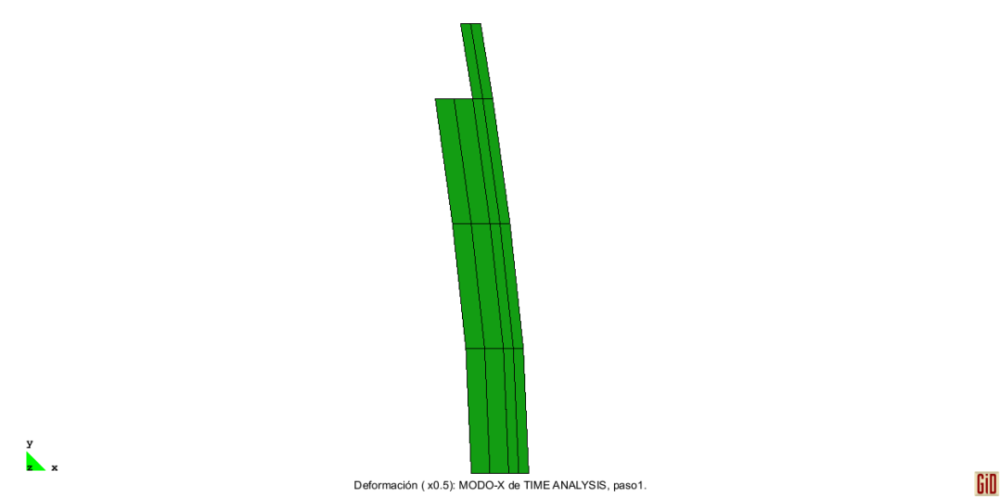 y
z x
Deformación ( x0.5): MODO-X de TIME ANALYSIS, paso1.
GiD